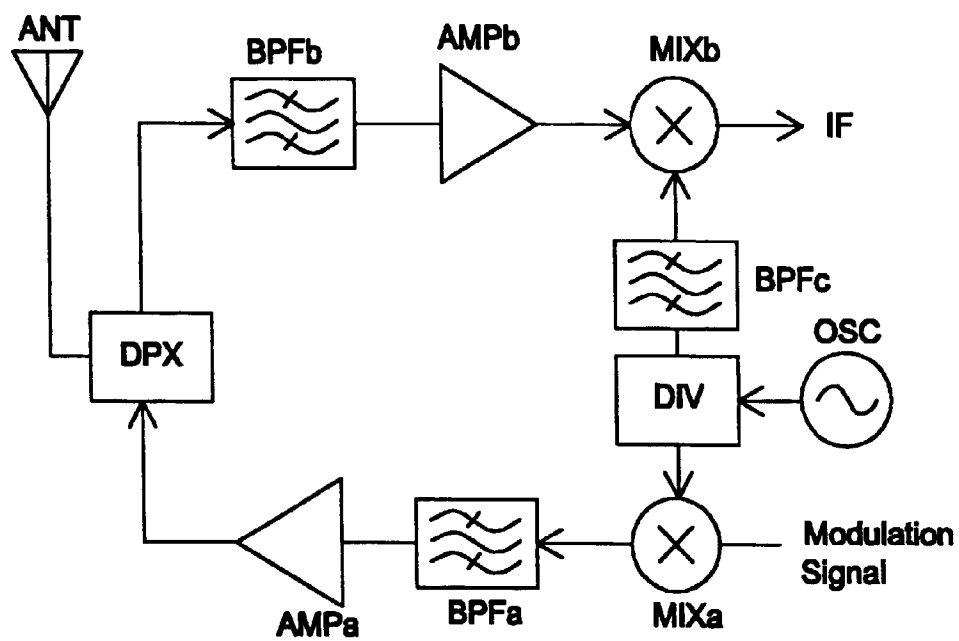 ANT
BPFb
AMPb
MIXb
IF
BPFc
OSC
DPX
DIV
Modulation
Signal
AMPa
BPFa
MIXa